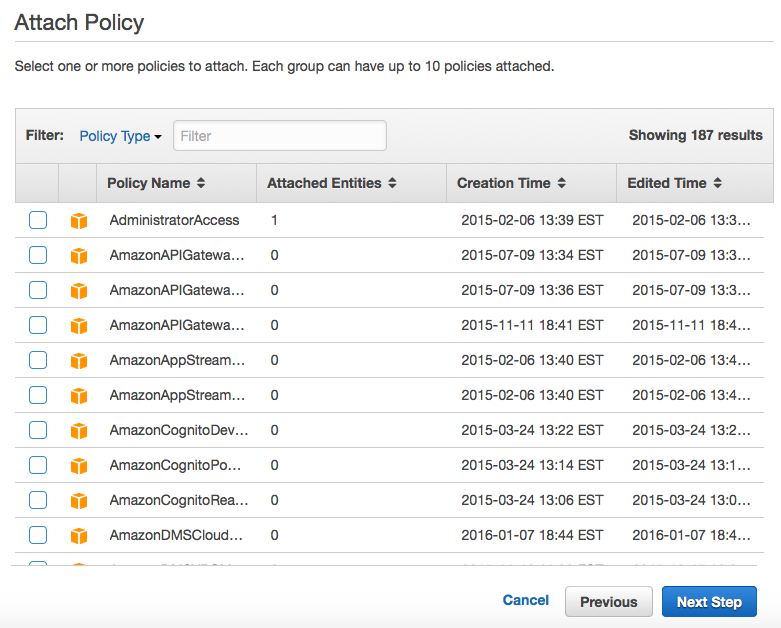 Attach Policy
Select one or more policies to attach. Each group can have up to 10 policies attached.
Filter: Policy Type Filter Showing 187 results
Policy Name Attached Entities Creation Time Edited Time
AdministratorAccess 1 2015-02-06 13:39 EST 2015-02-06 13:3...
AmazonAPIGatewa... 0 2015-07-09 13:34 EST 2015-07-09 13:3...
AmazonAPIGatewa... 0 2015-07-09 13:36 EST 2015-07-09 13:3...
AmazonAPIGatewa... 0 2015-11-11 18:41 EST 2015-11-11 18:4...
AmazonAppStream... 0 2015-02-06 13:40 EST 2015-02-06 13:4...
AmazonAppStream... 0 2015-02-06 13:40 EST 2015-02-06 13:4...
AmazonCognitoDev... 0 2015-03-24 13:22 EST 2015-03-24 13:2...
AmazonCognitoPo... 0 2015-03-24 13:14 EST 2015-03-24 13:1...
AmazonCognitoRea... 0 2015-03-24 13:06 EST 2015-03-24 13:0...
AmazonDMSCloud... 0 2016-01-07 18:44 EST 2016-01-07 18:4...
Cancel Previous Next Step